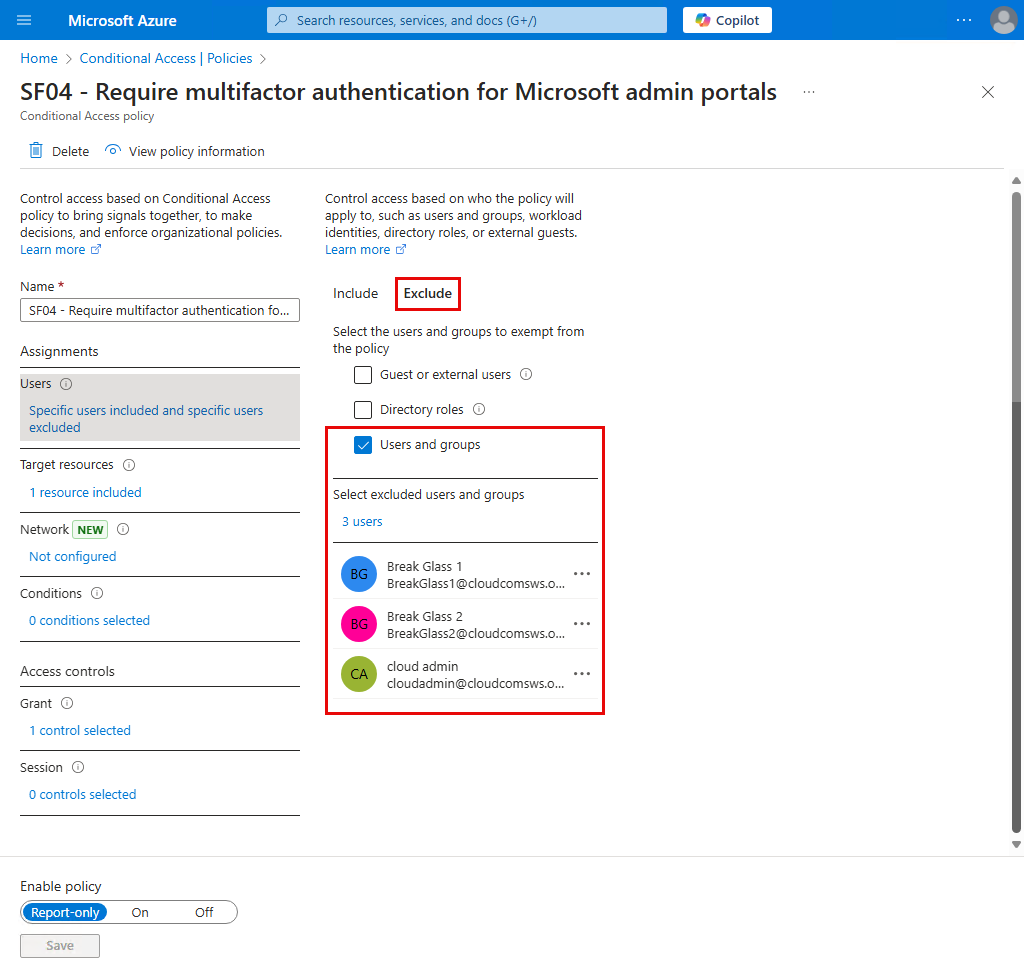 Microsoft Azure
Search resources, services, and docs (G+/)
Copilot
...
Home > Conditional Access | Policies >
SF04 - Require multifactor authentication for Microsoft admin portals ...
Conditional Access policy
Delete
View policy information
Control access based on Conditional Access
policy to bring signals together, to make
decisions, and enforce organizational policies.
Learn more
Name *
SF04 - Require multifactor authentication fo...
Assignments
Users
Specific users included and specific users
excluded
Target resources
1 resource included
Network NEW
Not configured
Conditions
0 conditions selected
Access controls
Grant
1 control selected
Session
0 controls selected
Control access based on who the policy will
apply to, such as users and groups, workload
identities, directory roles, or external guests.
Learn more
Include
Exclude
Select the users and groups to exempt from
the policy
Guest or external users
Directory roles
Users and groups
Select excluded users and groups
3 users
BG
Break Glass 1
BreakGlass1@cloudcomsws.o...
BG
Break Glass 2
BreakGlass2@cloudcomsws.o...
CA
cloud admin
cloudadmin@cloudcomsws.o...
Enable policy
Report-only
On
Off
Save